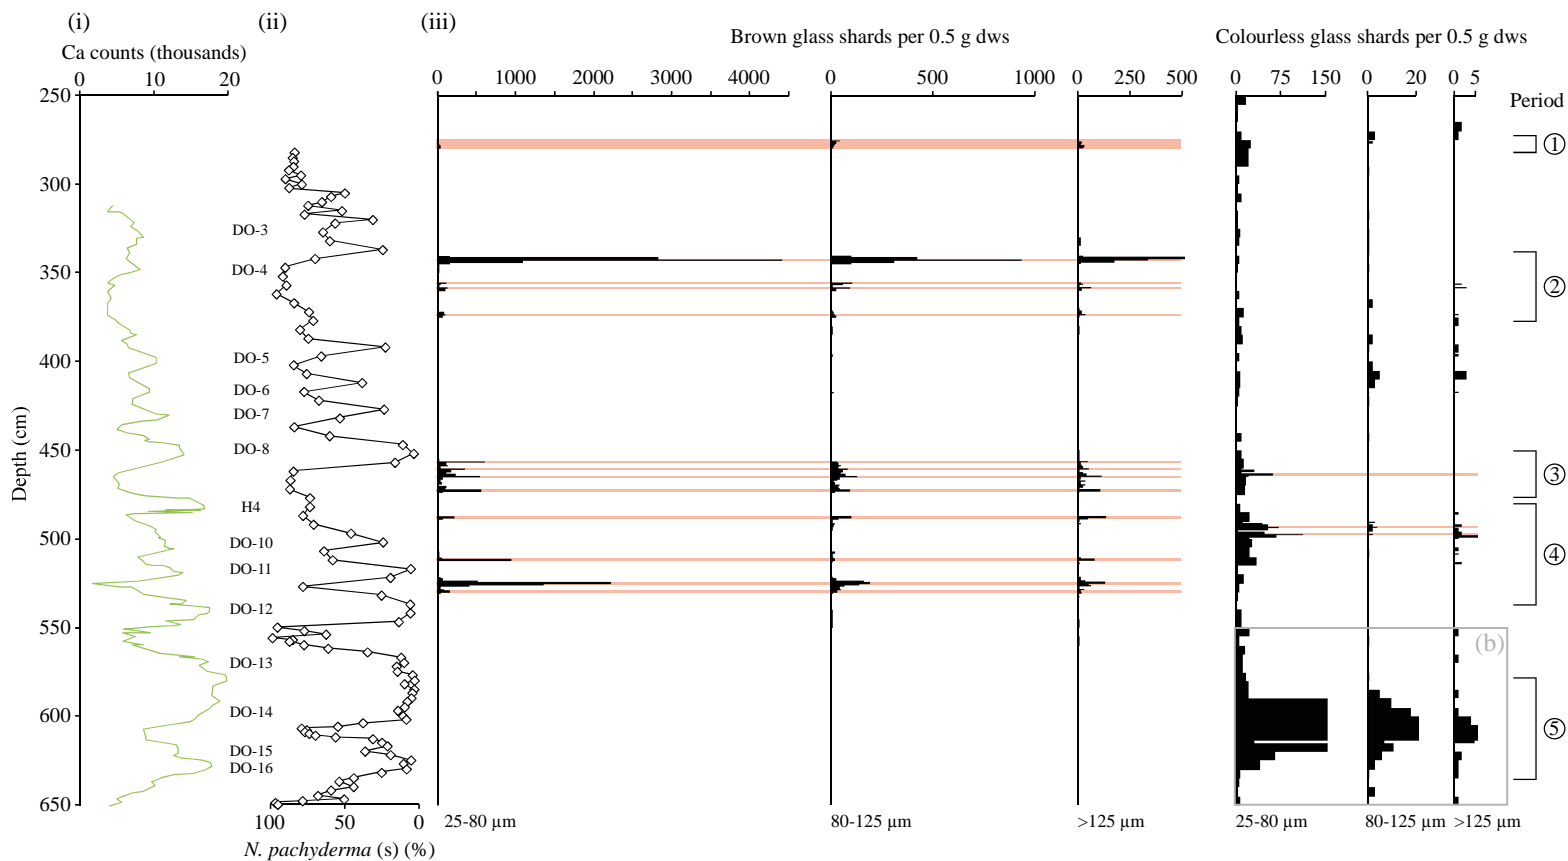 (i)
(ii)
(iii)
Ca counts (thousands)
Brown glass shards per 0.5 g dws
Colourless glass shards per 0.5 g dws
0 10 20
0 1000 2000 3000 4000
0 500 1000
0 250 500
0 75 150
0 20
0 5
Period
Depth (cm)
250
300
350
400
450
500
550
600
650
DO-3
DO-4
DO-5
DO-6
DO-7
DO-8
H4
DO-10
DO-11
DO-12
DO-13
DO-14
DO-15
DO-16
1
2
3
4
(b)
5
100 50 0
N. pachyderma (s) (%)
25-80 µm
80-125 µm
>125 µm
25-80 µm
80-125 µm
>125 µm